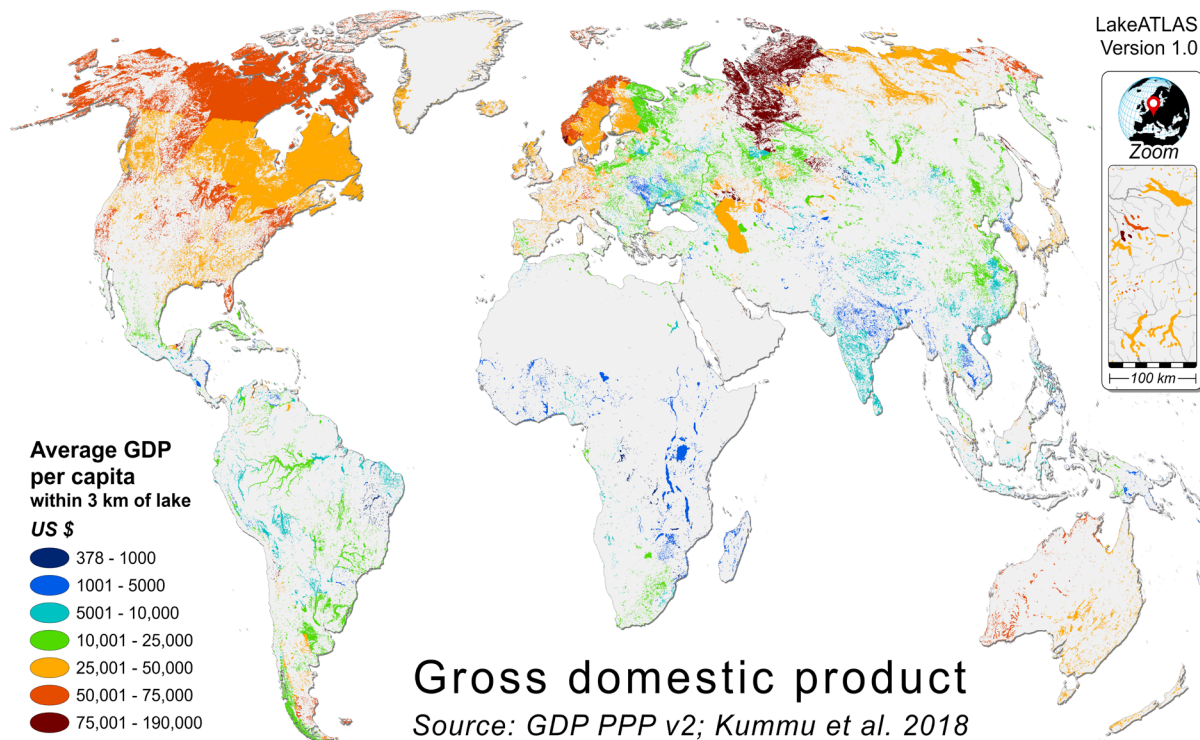 LakeATLAS
Version 1.0
Zoom
100 km
Average GDP
per capita
within 3 km of lake
US $
378 - 1000
1001 - 5000
5001 - 10,000
10,001 - 25,000
25,001 - 50,000
50,001 - 75,000
75,001 - 190,000
Gross domestic product
Source: GDP PPP v2; Kummu et al. 2018